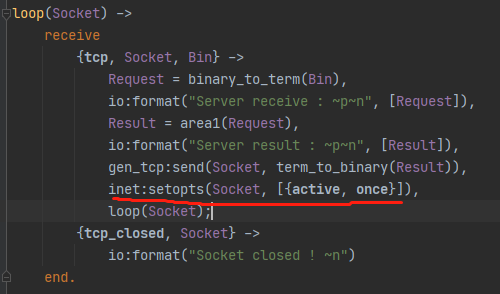 loop(Socket) ->
    receive
        {tcp, Socket, Bin} ->
            Request = binary_to_term(Bin),
            io:format("Server receive : ~p~n", [Request]),
            Result = area1(Request),
            io:format("Server result : ~p~n", [Result]),
            gen_tcp:send(Socket, term_to_binary(Result)),
            inet:setopts(Socket, [{active, once}]),
            loop(Socket);
        {tcp_closed, Socket} ->
            io:format("Socket closed ! ~n")
    end.